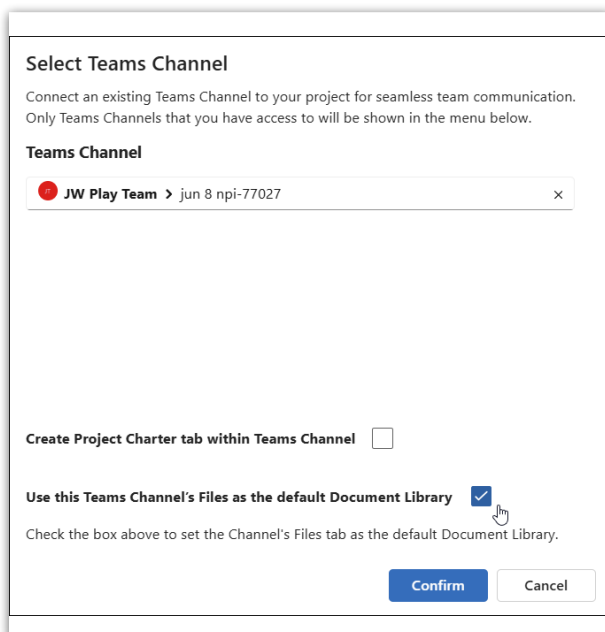 Select Teams Channel
Connect an existing Teams Channel to your project for seamless team communication.
Only Teams Channels that you have access to will be shown in the menu below.
Teams Channel
JW Play Team > jun 8 npi-77027
Create Project Charter tab within Teams Channel
Use this Teams Channel's Files as the default Document Library
Check the box above to set the Channel's Files tab as the default Document Library.
Confirm Cancel